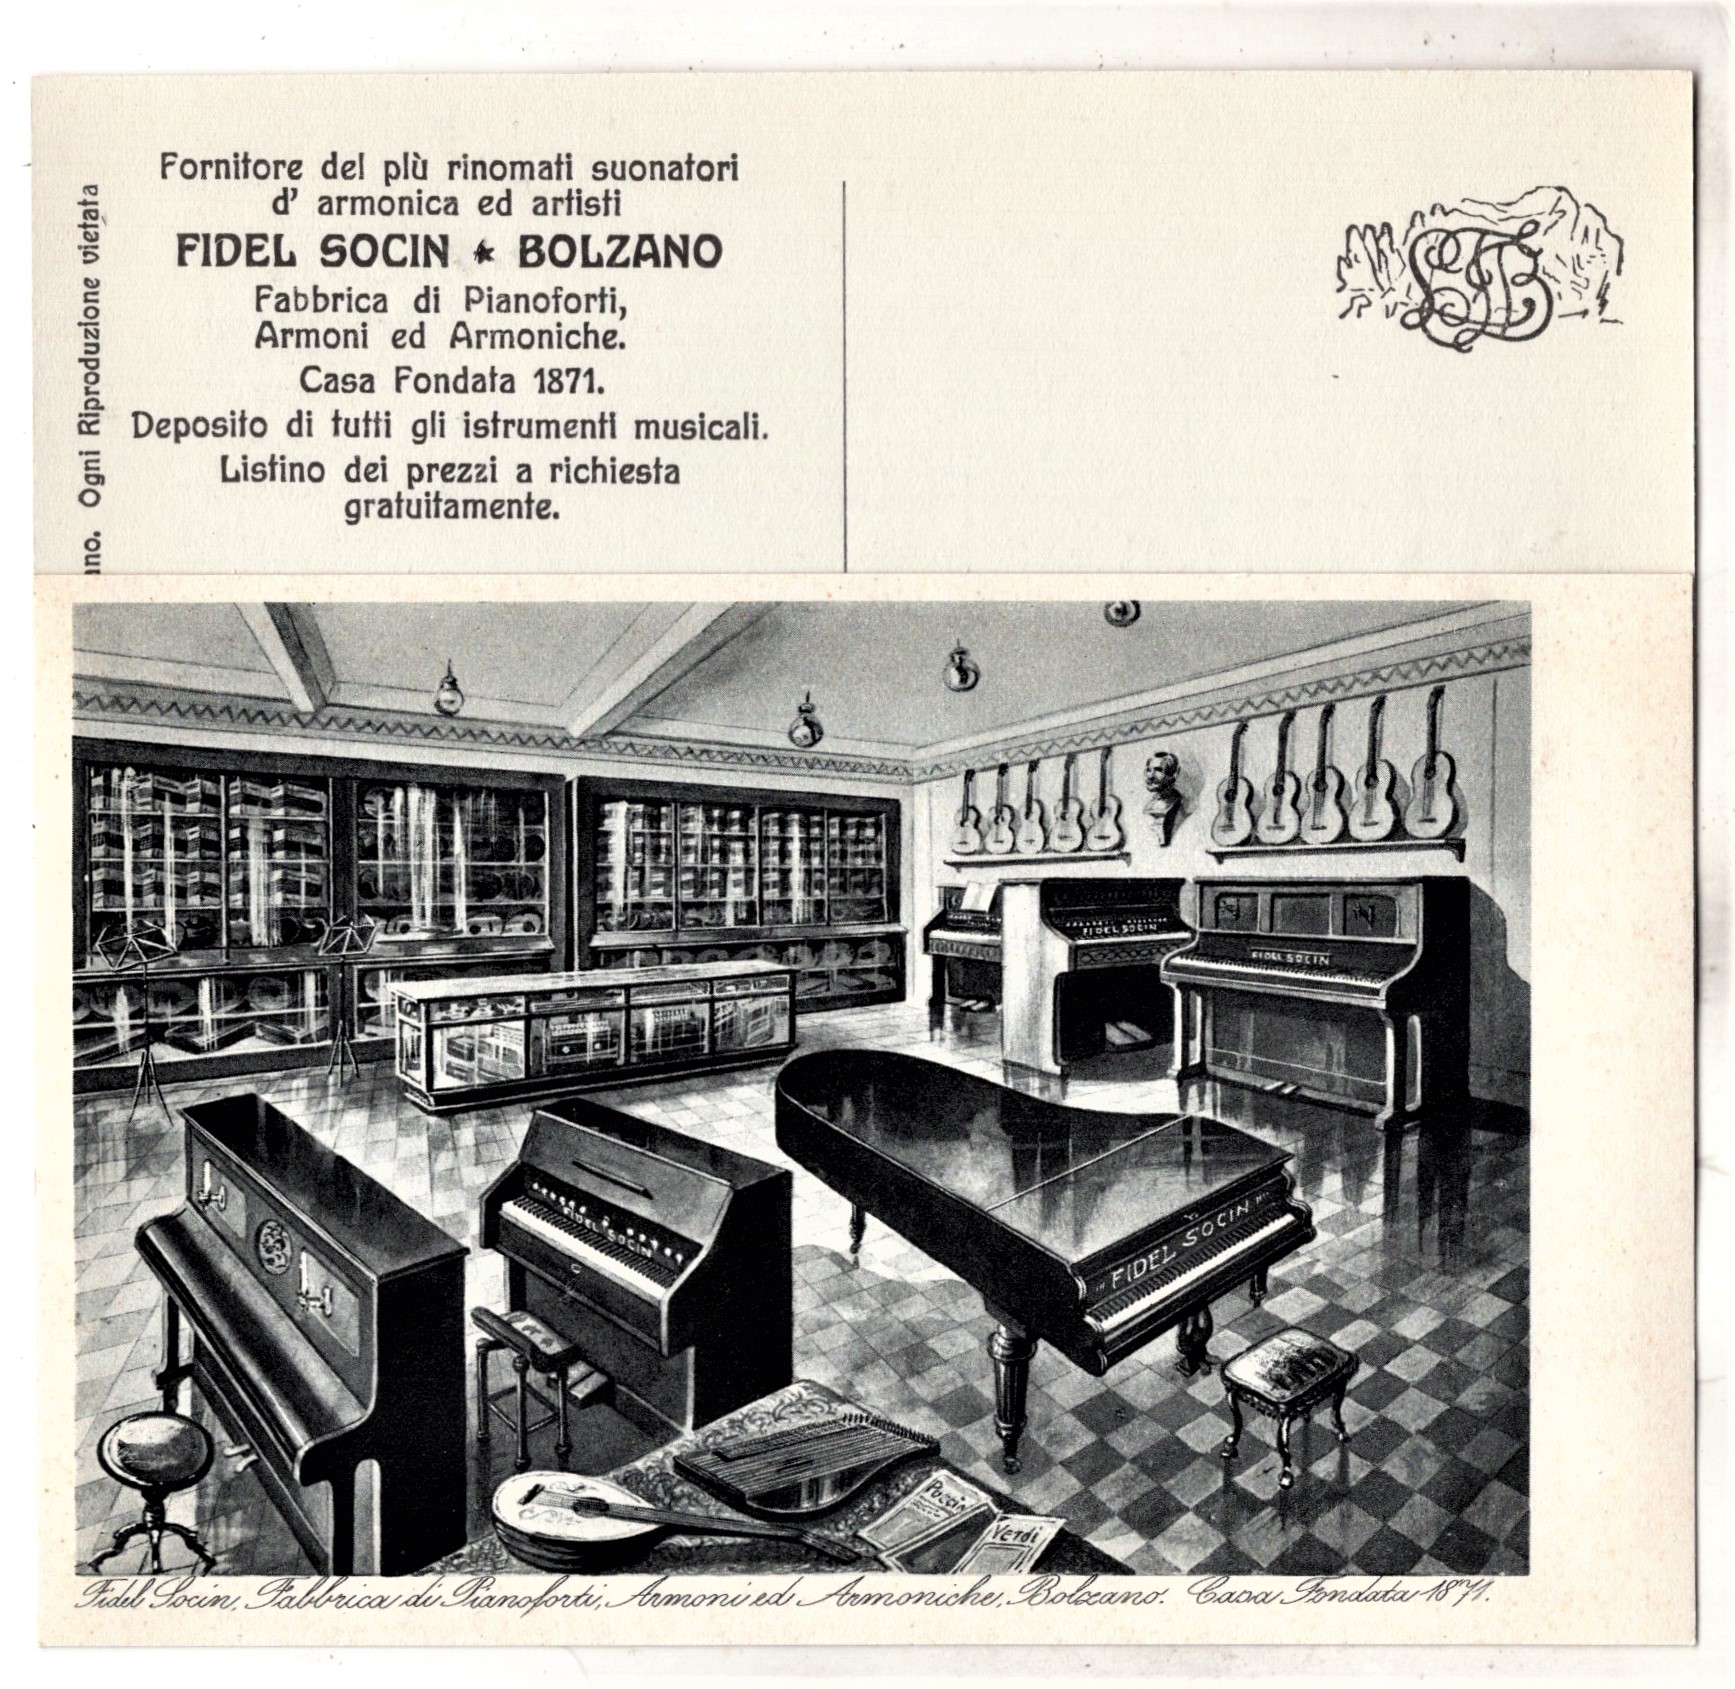 Fornitore del più rinomati suonatori
d' armonica ed artisti
FIDEL SOCIN ★ BOLZANO
Fabbrica di Pianoforti,
Armoni ed Armoniche.
Casa Fondata 1871.
Deposito di tutti gli istrumenti musicali.
Listino dei prezzi a richiesta
gratuitamente.
ano. Ogni Riproduzione vietata
FIDEL SOCIN
FIDEL SOCIN
FIDEL SOCIN
FIDEL SOCIN
Puccini
Verdi
Fidel Socin, Fabbrica di Pianoforti, Armoni ed Armoniche, Bolzano. Casa Fondata 1871.